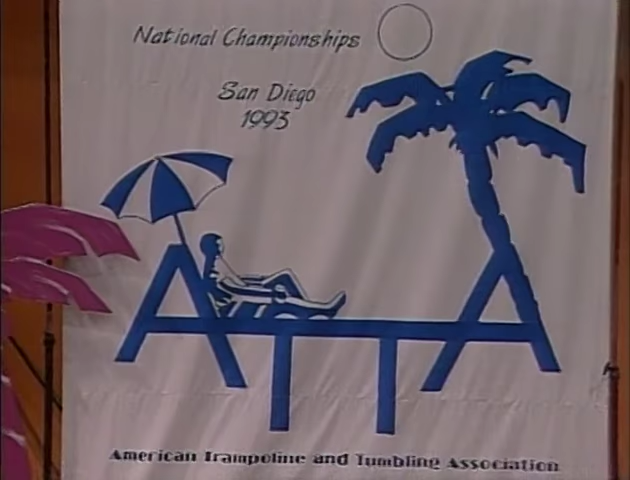 National Championships
San Diego
1993
ATTA
American Trampoline and Tumbling Association